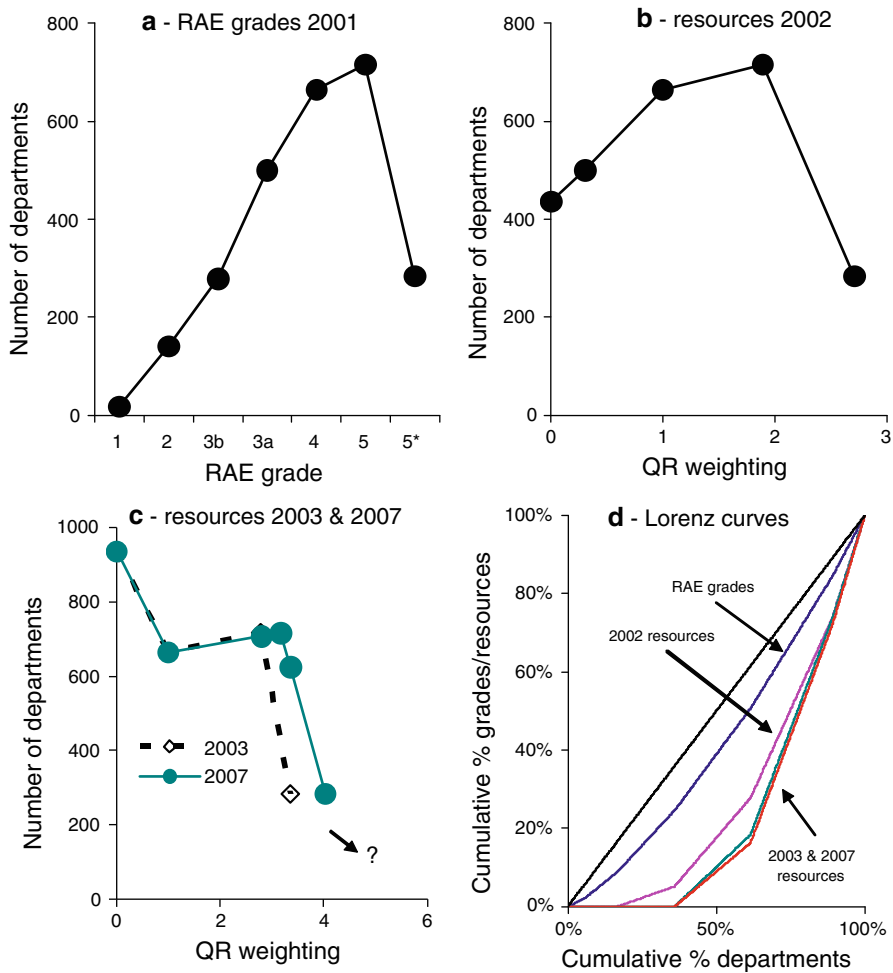 a - RAE grades 2001
800
600
400
200
0
Number of departments
1 2 3b 3a 4 5 5*
RAE grade
b - resources 2002
800
600
400
200
0
Number of departments
0 1 2 3
QR weighting
c - resources 2003 & 2007
1000
800
600
400
200
0
Number of departments
2003
2007
?
0 2 4 6
QR weighting
d - Lorenz curves
100%
80%
60%
40%
20%
0%
Cumulative % grades/resources
RAE grades
2002 resources
2003 & 2007
resources
0% 50% 100%
Cumulative % departments